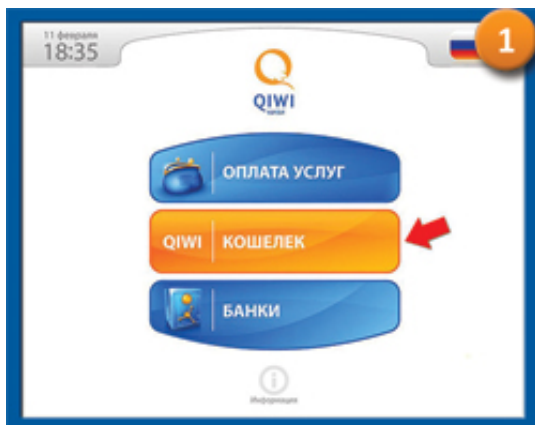 11 февраля
18:35
1
QIWI
ОПЛАТА УСЛУГ
QIWI КОШЕЛЕК
БАНКИ
Информация